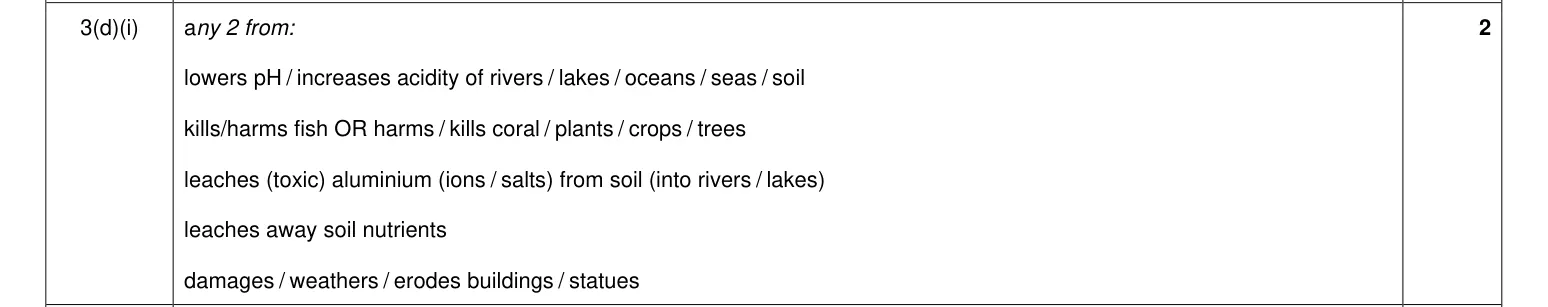 3(d)(i) any 2 from: 2
lowers pH / increases acidity of rivers / lakes / oceans / seas / soil
kills/harms fish OR harms / kills coral / plants / crops / trees
leaches (toxic) aluminium (ions / salts) from soil (into rivers / lakes)
leaches away soil nutrients
damages / weathers / erodes buildings / statues